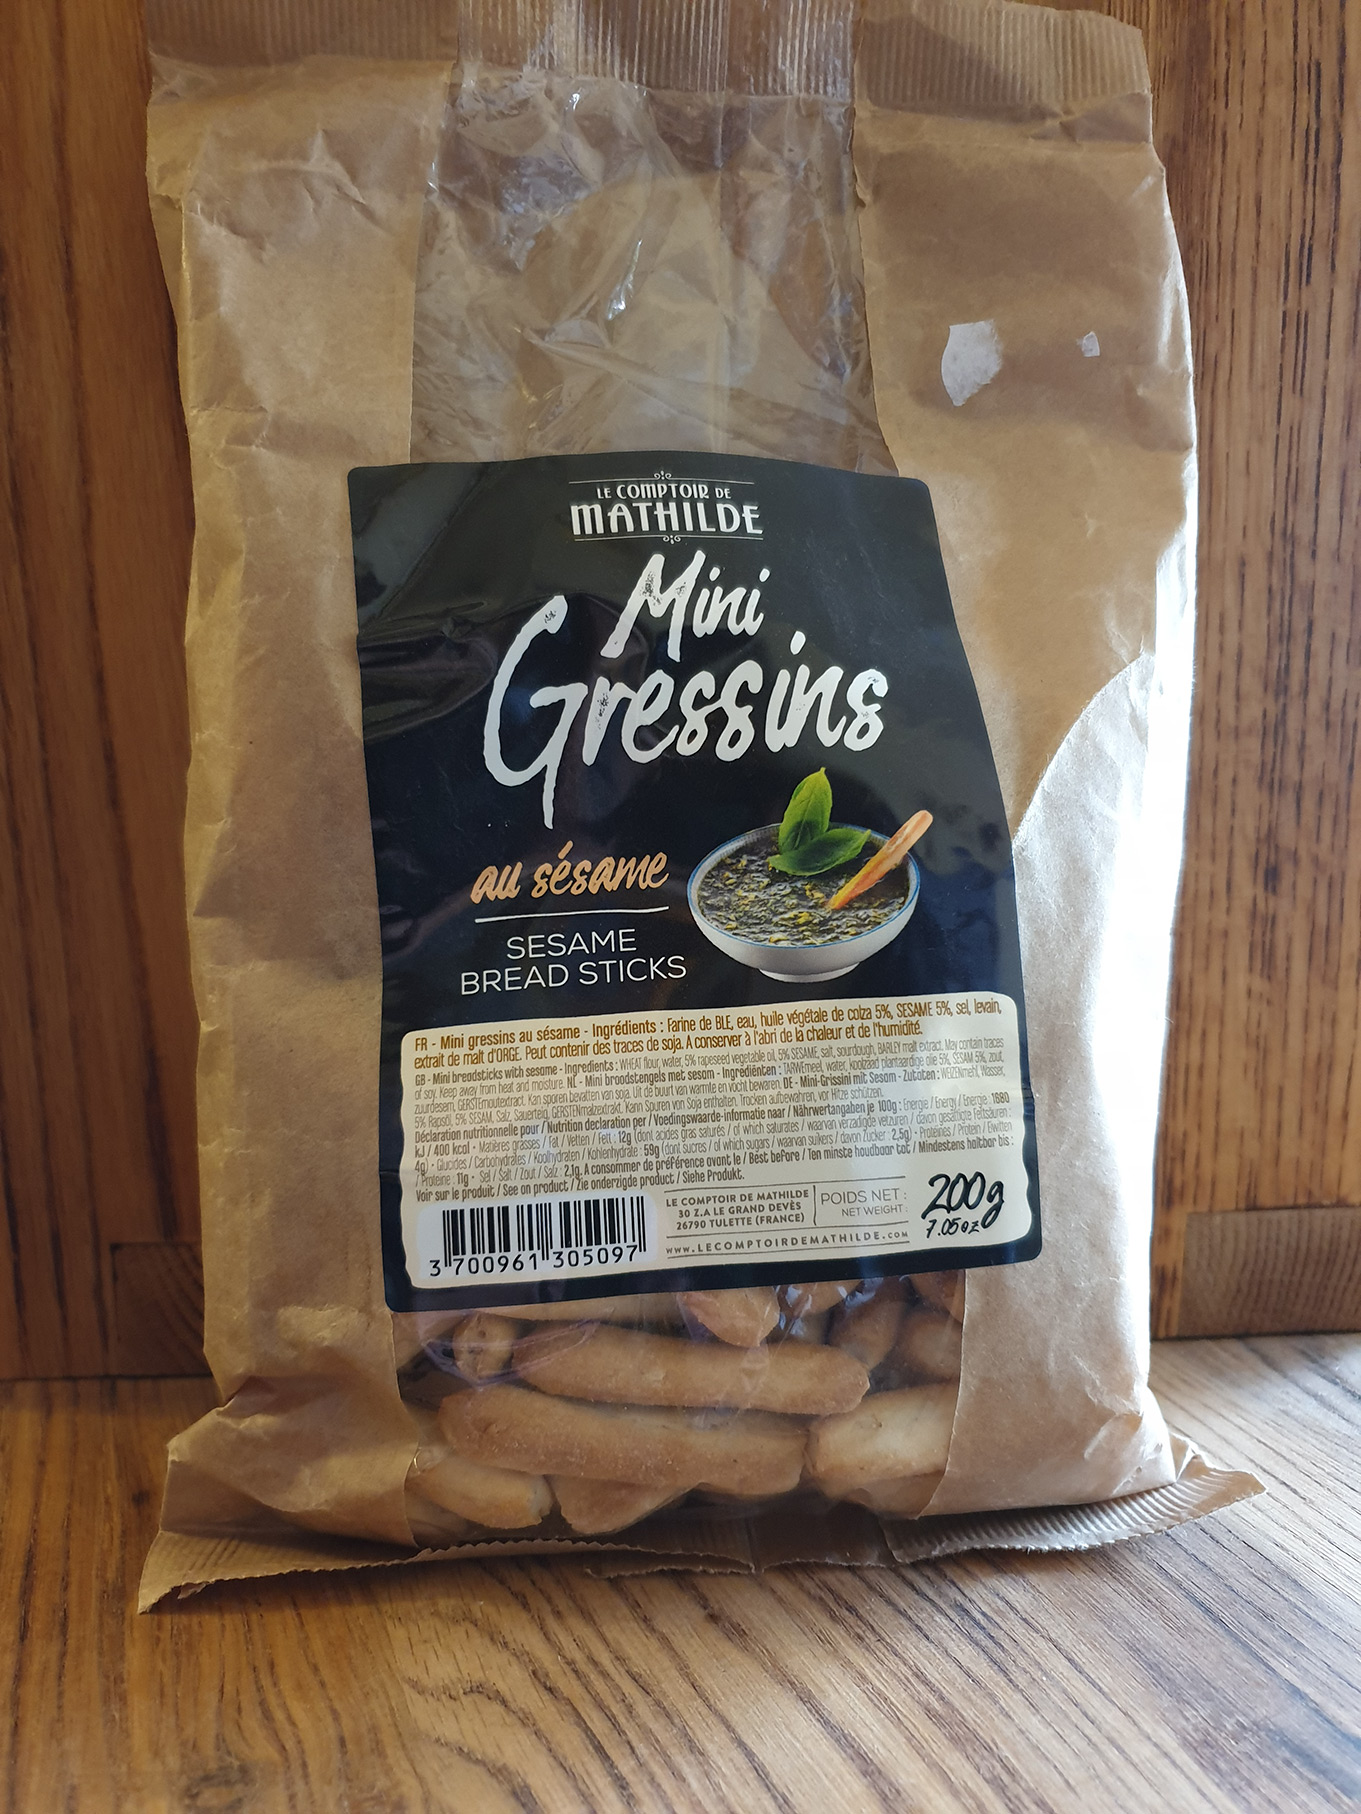 LE COMPTOIR DE
MATHILDE
Mini
Gressins
au sésame
SESAME
BREAD STICKS
FR - Mini gressins au sésame - Ingrédients : Farine de BLE, eau, huile végétale de colza 5%, SESAME 5%, sel, levain,
extrait de malt d'ORGE. Peut contenir des traces de soja. A conserver à l'abri de la chaleur et de l'humidité.
GB - Mini breadsticks with sesame - Ingredients : WHEAT flour, water, 5% rapeseed vegetable oil, 5% SESAME, salt, sourdough, BARLEY malt extract. May contain traces
of soy. Keep away from heat and moisture. NL - Mini broodstengels met sesam - Ingrediënten : TARWEmeel, water, koolzaad plantaardige olie 5%, SESAM 5%, zout,
zuurdesem, GERSTEmoutextract. Kan sporen bevatten van soja. Uit de buurt van warmte en vocht bewaren. DE - Mini-Grissini mit Sesam - Zutaten : WEIZENmehl, Wasser,
5% Rapsöl, 5% SESAM, Salz, Sauerteig, GERSTENmalzextrakt. Kann Spuren von Soja enthalten. Trocken aufbewahren, vor Hitze schützen.
Déclaration nutritionnelle pour / Nutrition declaration per / Voedingswaarde-informatie naar / Nährwertangaben je 100g : Energie / Energy / Energie : 1680
kJ / 400 kcal - Matières grasses / Fat / Vetten / Fett : 12g (dont acides gras saturés / of which saturates / waarvan verzadigde vetzuren / davon gesättigte Fettsäuren :
4g) - Glucides / Carbohydrates / Koolhydraten / Kohlenhydrate : 59g (dont sucres / of which sugars / waarvan suikers / davon Zucker : 2,5g) - Protéines / Protein / Eiwitten
/ Proteine : 11g - Sel / Salt / Zout / Salz : 2,1g. A consommer de préférence avant le / Best before / Ten minste houdbaar tot / Mindestens haltbar bis :
Voir sur le produit / See on product / Zie onderzigde product / Siehe Produkt.
LE COMPTOIR DE MATHILDE
30 Z.A LE GRAND DEVÈS
26790 TULETTE (FRANCE)
POIDS NET :
NET WEIGHT :
200g
7.05oz
WWW.LECOMPTOIRDEMATHILDE.COM
3 700961 305097